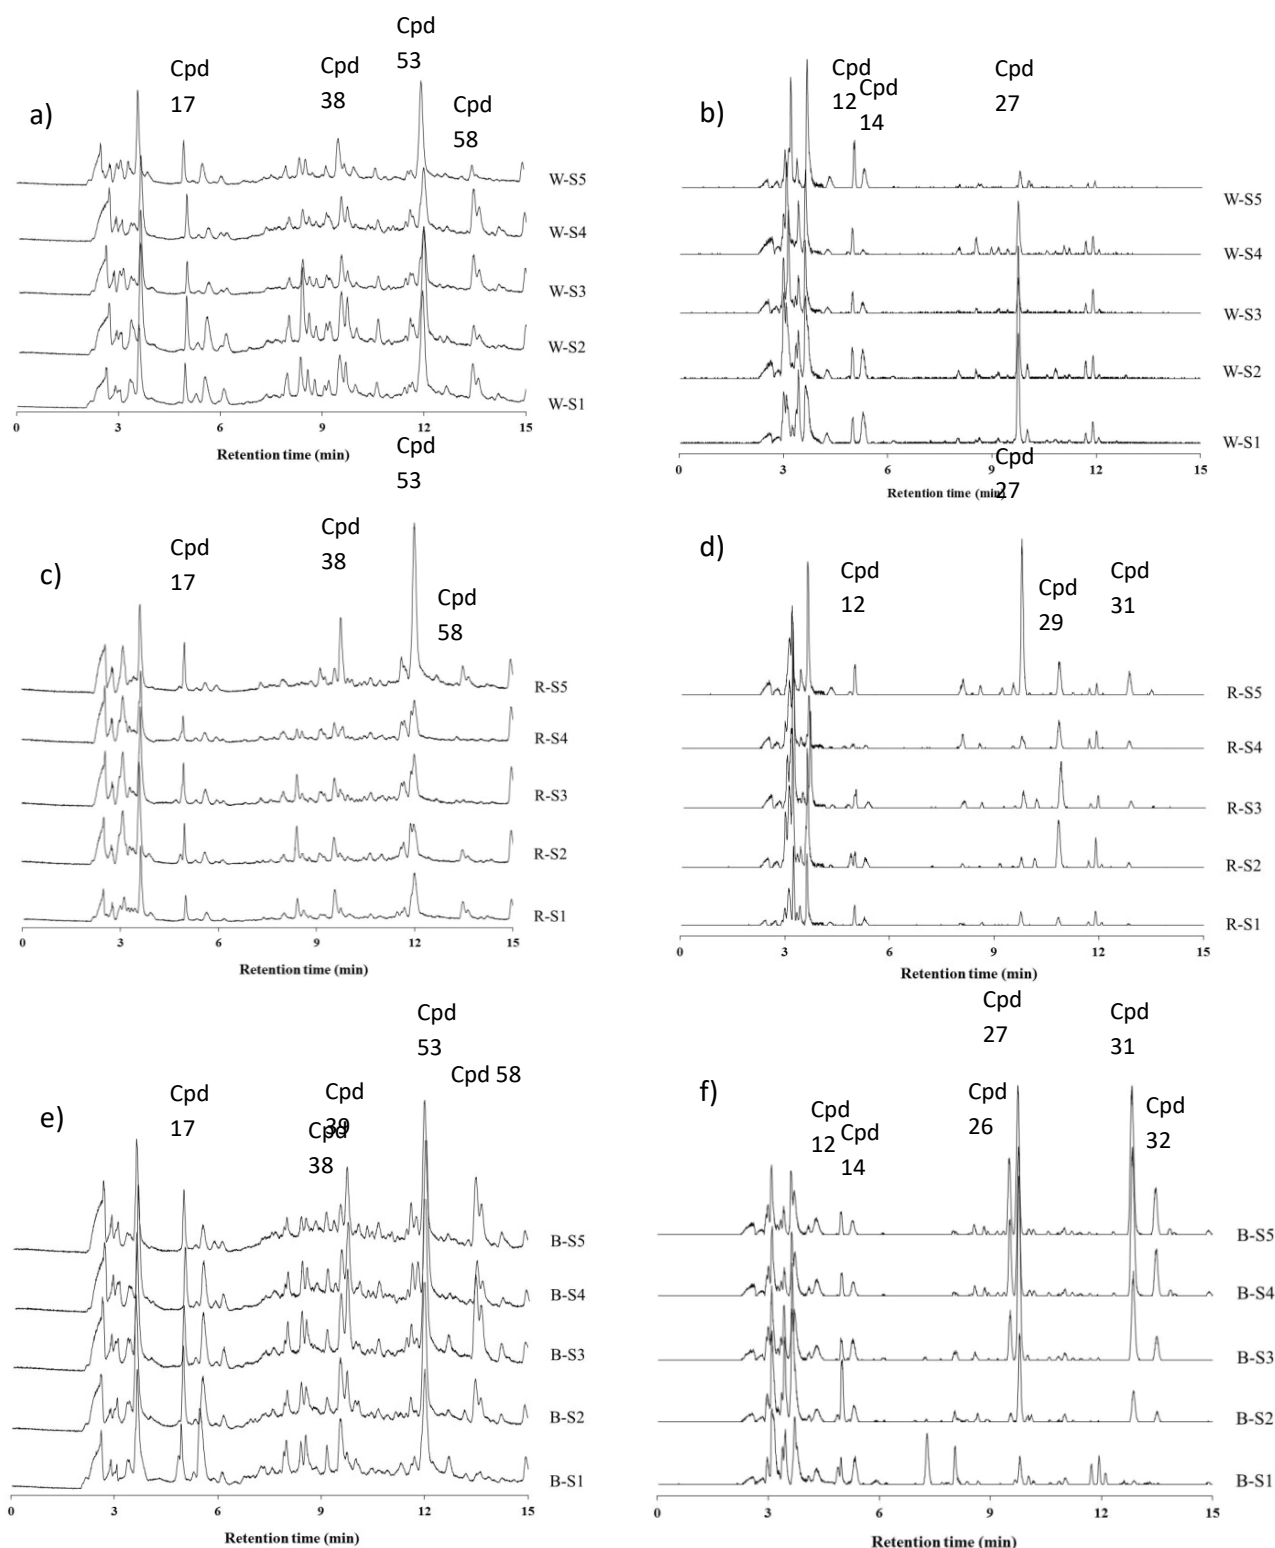 a)
Cpd
17
Cpd
38
Cpd
53
Cpd
58
W-S5
W-S4
W-S3
W-S2
W-S1
0 3 6 9 12 15
Retention time (min)
b)
Cpd
12
Cpd
14
Cpd
27
W-S5
W-S4
W-S3
W-S2
W-S1
0 3 6 9 12 15
Retention time (min)
c)
Cpd
17
Cpd
38
Cpd
53
Cpd
58
R-S5
R-S4
R-S3
R-S2
R-S1
0 3 6 9 12 15
Retention time (min)
d)
Cpd
12
Cpd
27
Cpd
29
Cpd
31
R-S5
R-S4
R-S3
R-S2
R-S1
0 3 6 9 12 15
Retention time (min)
e)
Cpd
17
Cpd
39
Cpd
38
Cpd
53
Cpd 58
B-S5
B-S4
B-S3
B-S2
B-S1
0 3 6 9 12 15
Retention time (min)
f)
Cpd
12
Cpd
14
Cpd
27
Cpd
26
Cpd
31
Cpd
32
B-S5
B-S4
B-S3
B-S2
B-S1
0 3 6 9 12 15
Retention time (min)